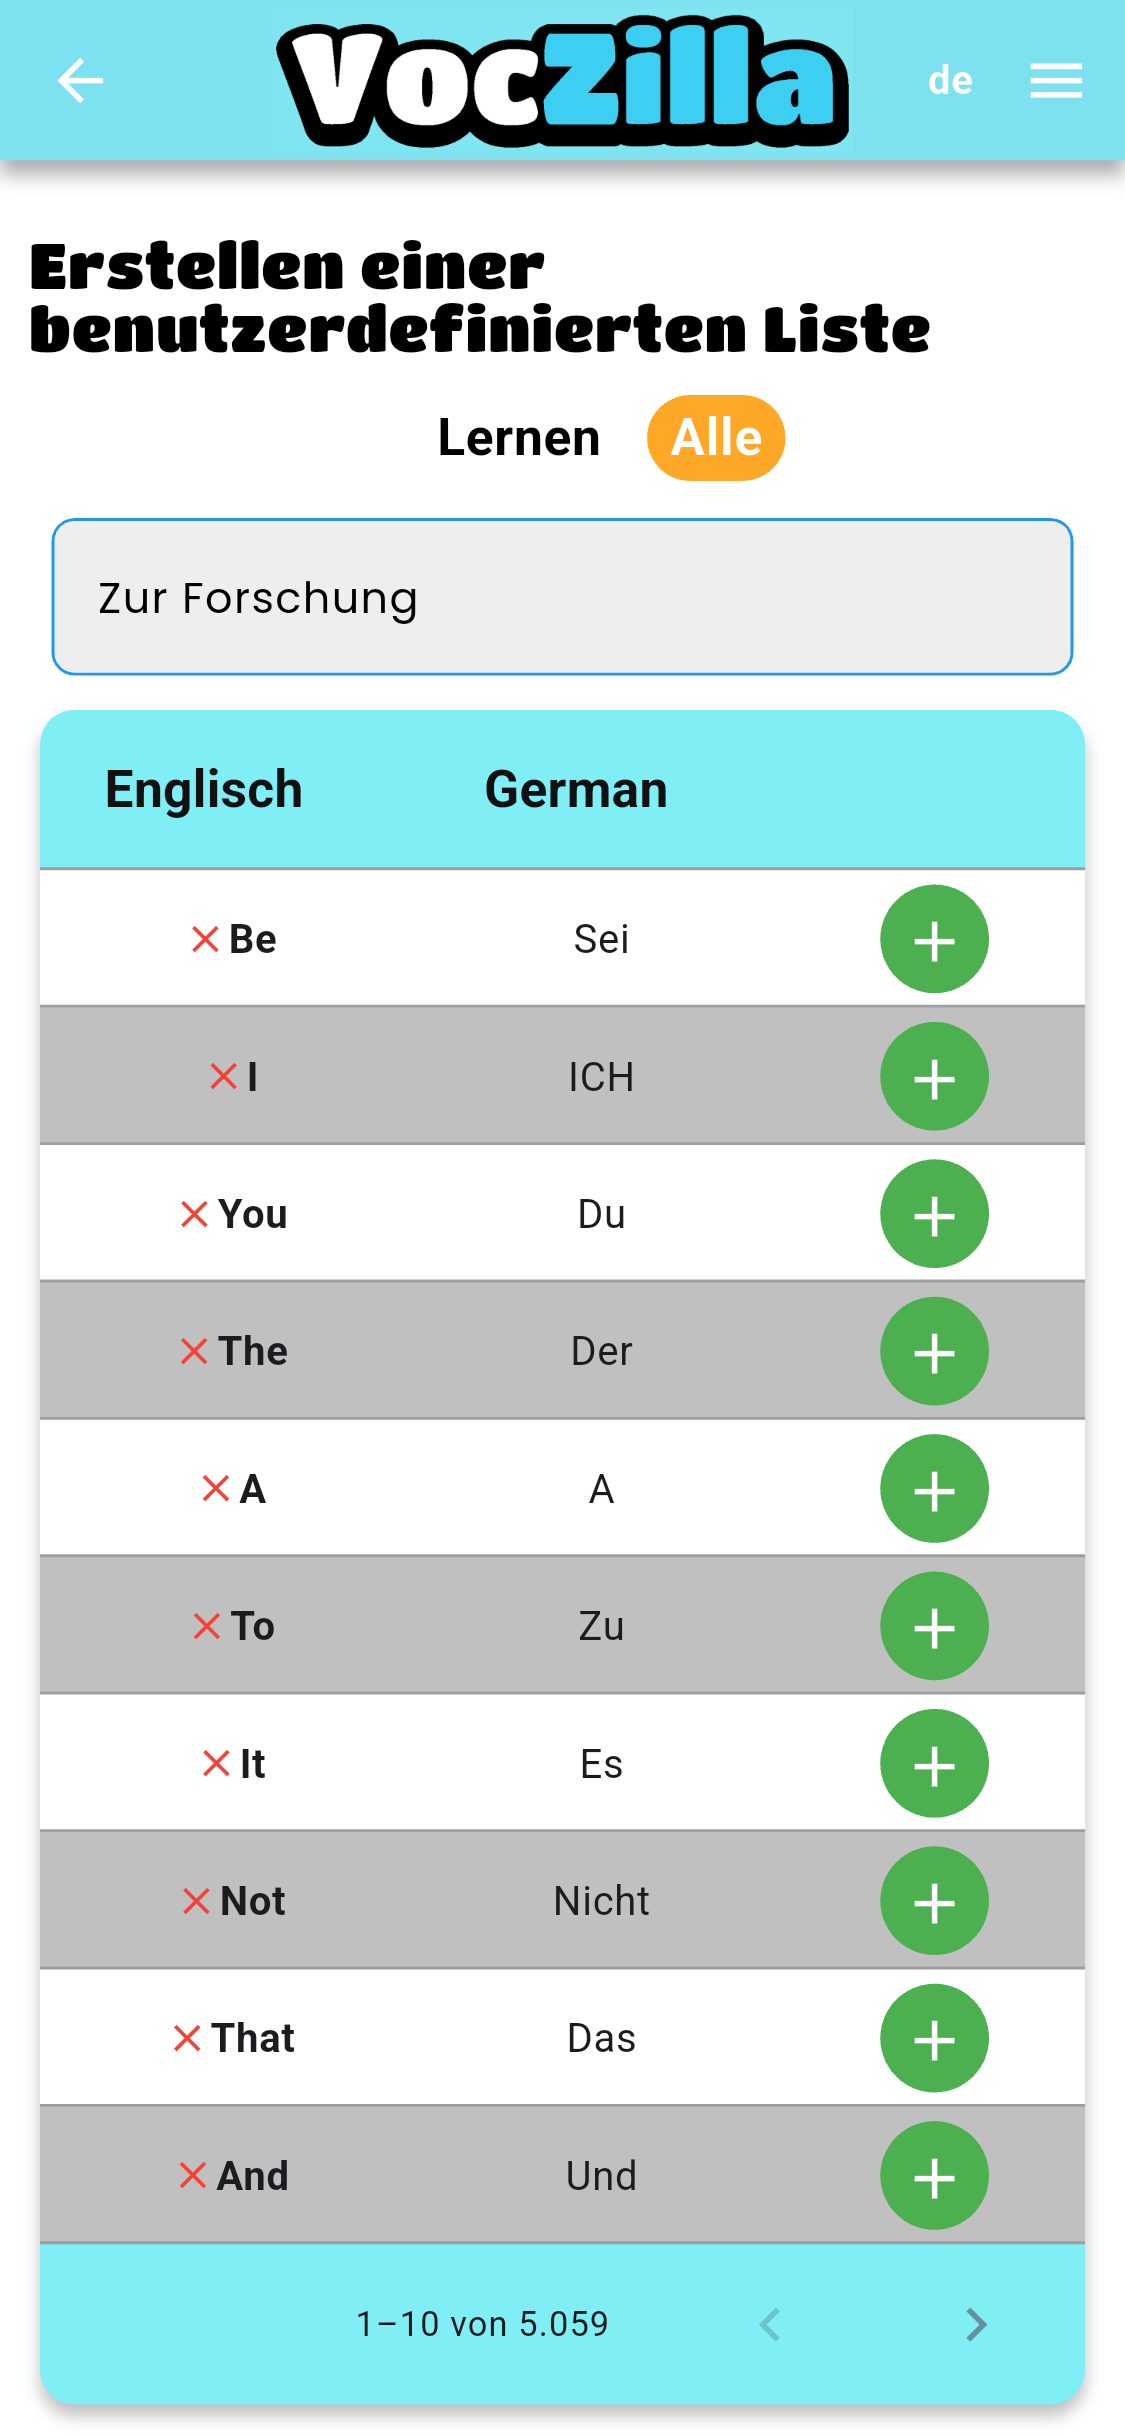 VocZilla
de
Erstellen einer
benutzerdefinierten Liste
Lernen Alle
Zur Forschung
Englisch German
Be Sei
I ICH
You Du
The Der
A A
To Zu
It Es
Not Nicht
That Das
And Und
1–10 von 5.059